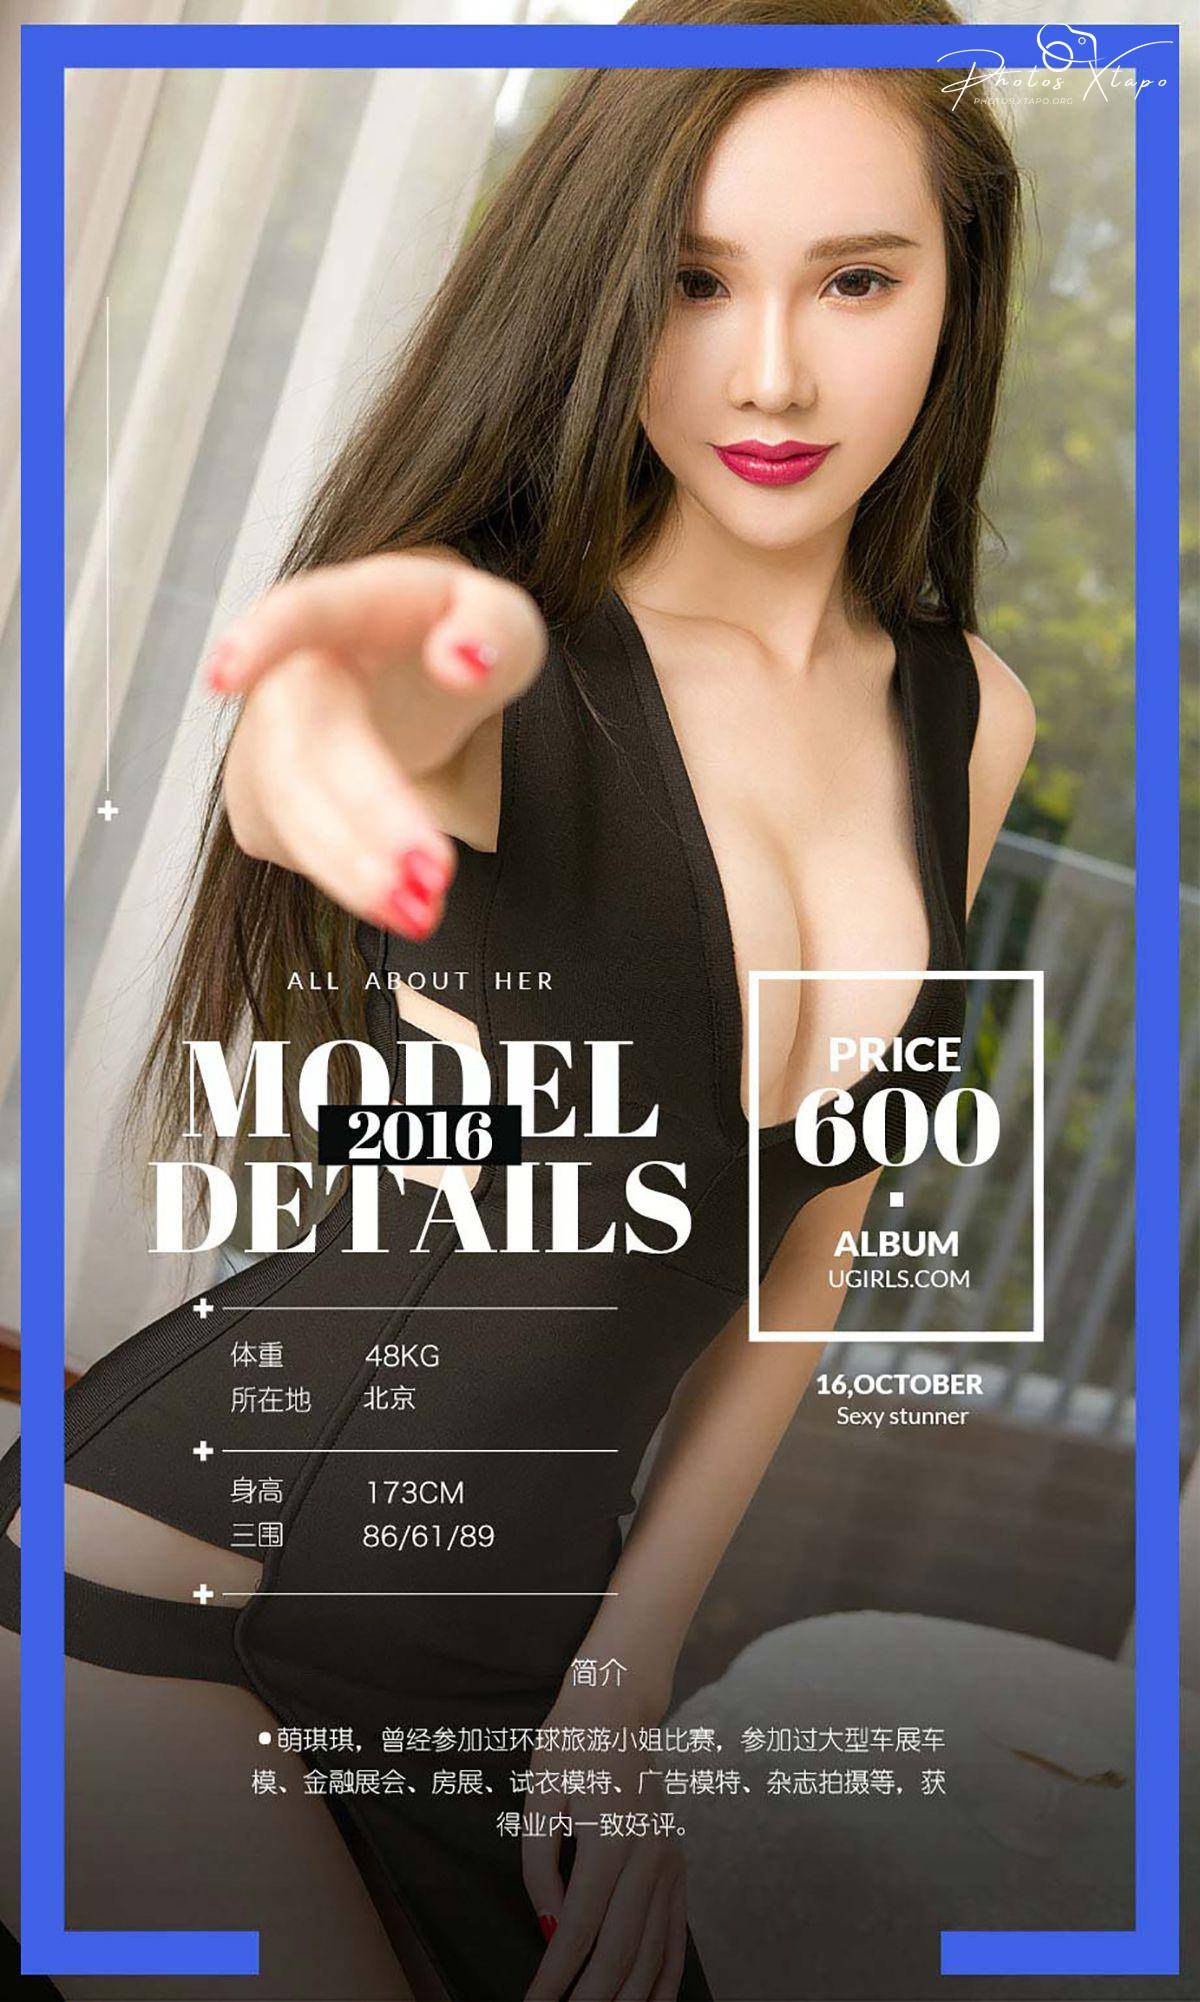 Photos Xtapo
PHOTOS.XTAPO.ORG
ALL ABOUT HER
MODEL
2016
DETAILS
PRICE
600
ALBUM
UGIRLS.COM
16,OCTOBER
Sexy stunner
体重 48KG
所在地 北京
身高 173CM
三围 86/61/89
简介
●萌琪琪，曾经参加过环球旅游小姐比赛，参加过大型车展车
模、金融展会、房展、试衣模特、广告模特、杂志拍摄等，获
得业内一致好评。